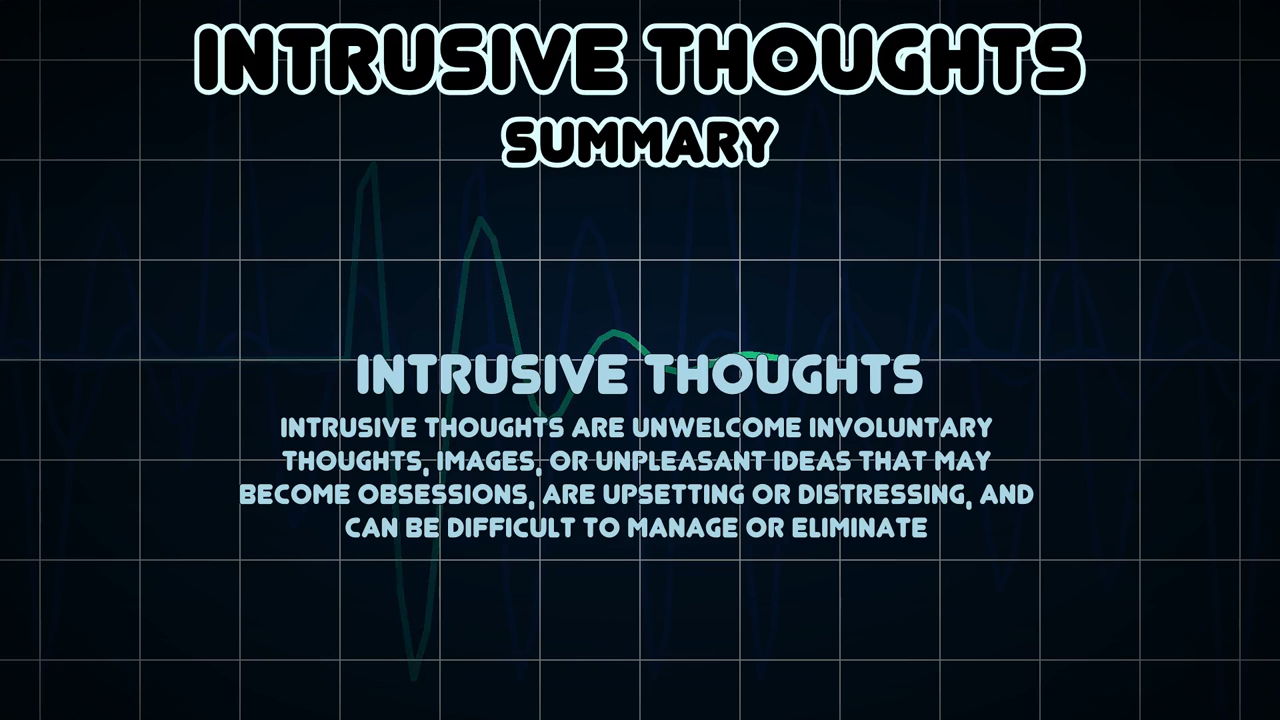 INTRUSIVE THOUGHTS
SUMMARY
INTRUSIVE THOUGHTS
INTRUSIVE THOUGHTS ARE UNWELCOME INVOLUNTARY
THOUGHTS, IMAGES, OR UNPLEASANT IDEAS THAT MAY
BECOME OBSESSIONS, ARE UPSETTING OR DISTRESSING, AND
CAN BE DIFFICULT TO MANAGE OR ELIMINATE